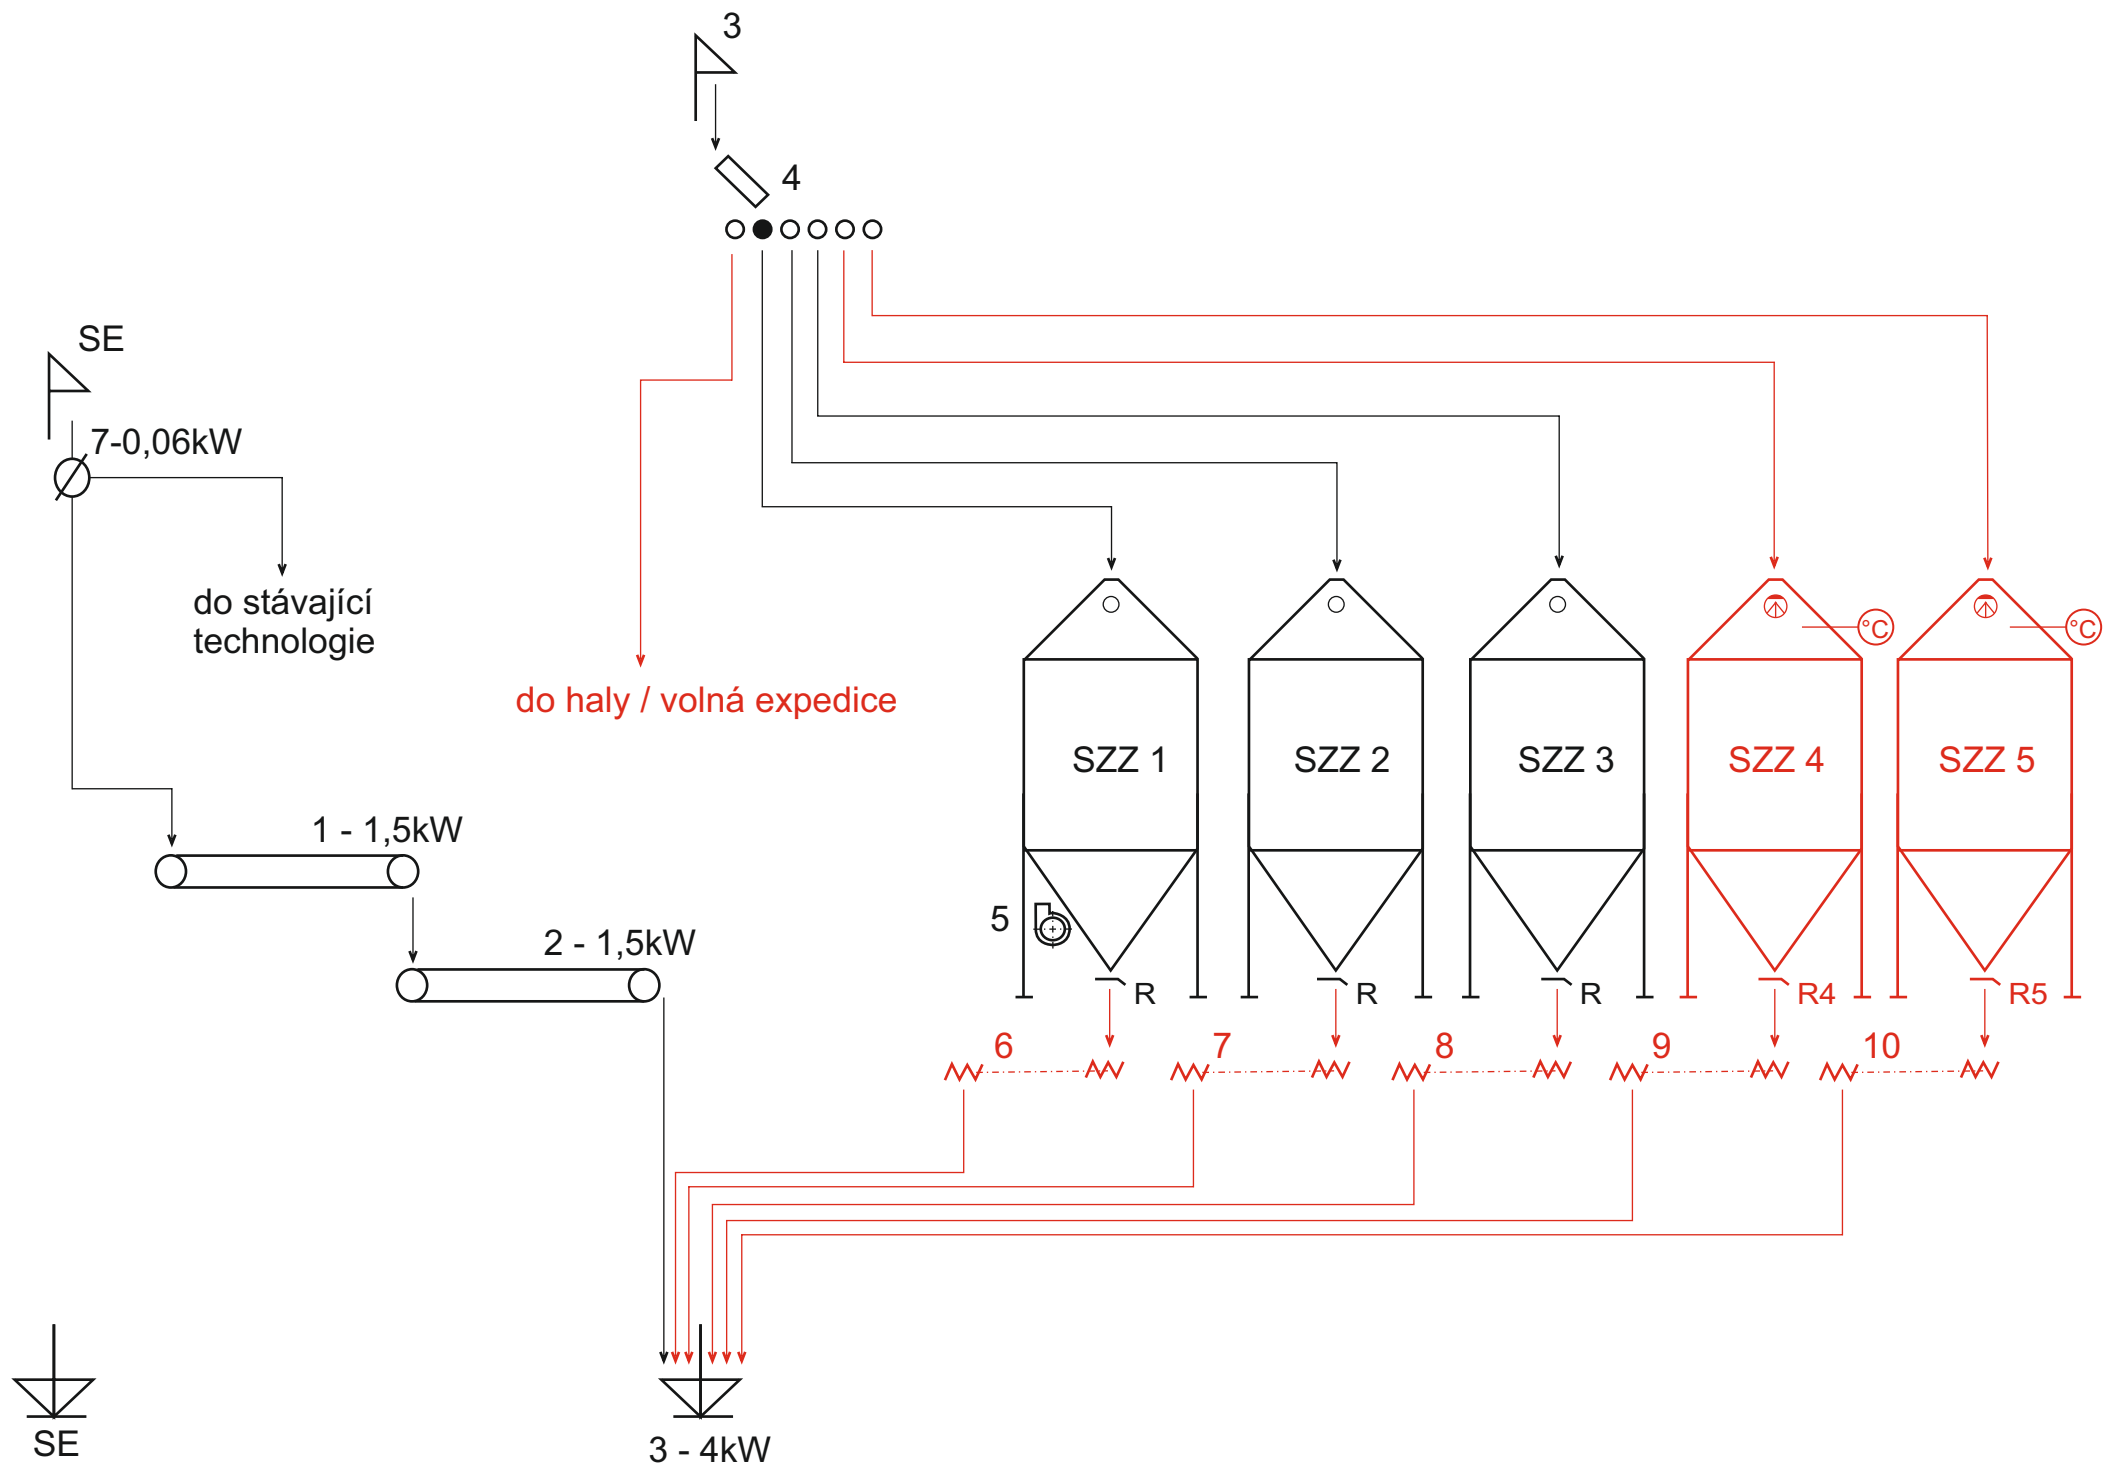 3
4
SE
7-0,06kW
do stávající
technologie
do haly / volná expedice
SZZ 1
SZZ 2
SZZ 3
SZZ 4
SZZ 5
°C
°C
1 - 1,5kW
5
2 - 1,5kW
R
R
R
R4
R5
6
7
8
9
10
SE
3 - 4kW